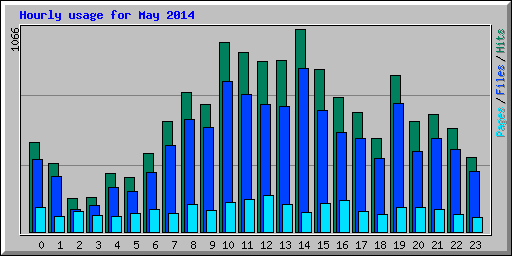 Hourly usage for May 2014
1066
Pages/Files/Hits
0 1 2 3 4 5 6 7 8 9 10 11 12 13 14 15 16 17 18 19 20 21 22 23